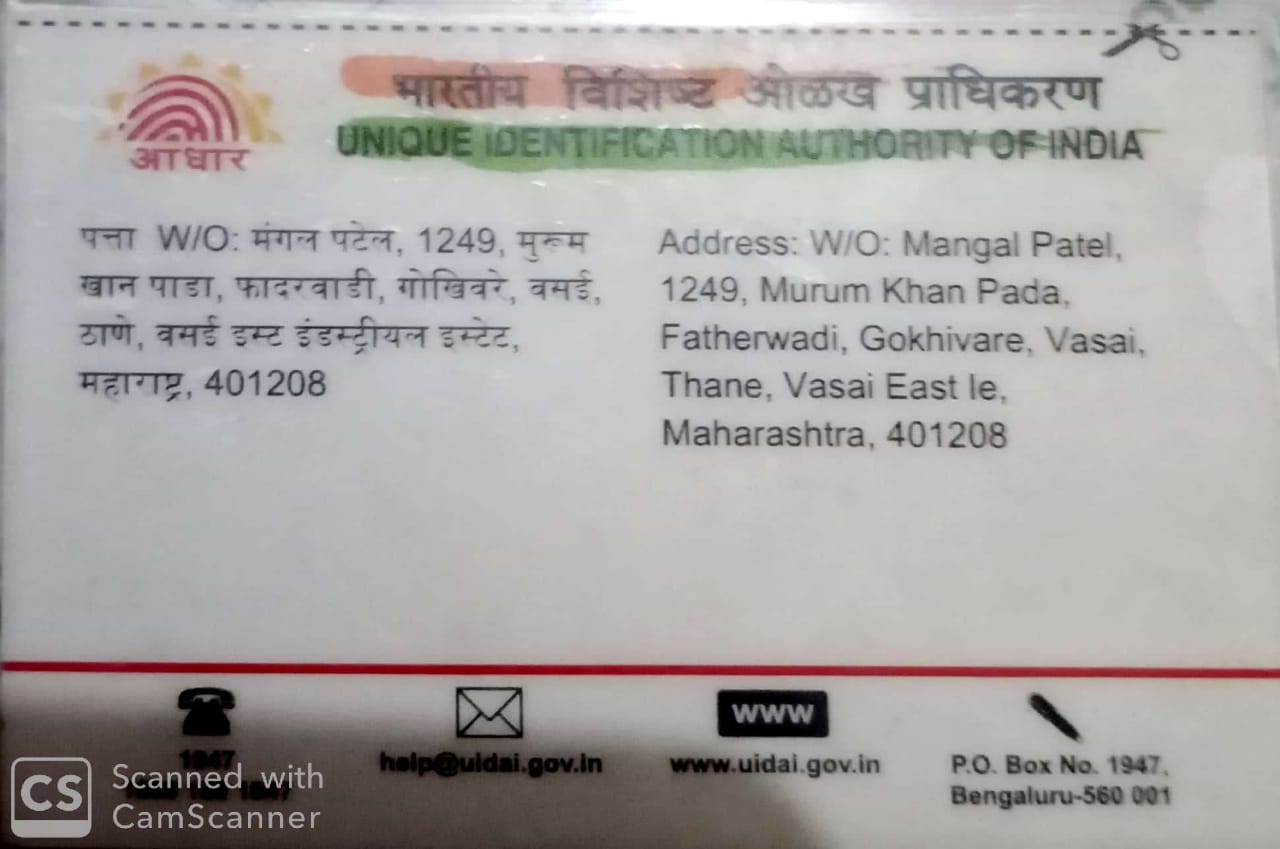 आधार
भारतीय विशिष्ट ओळख प्राधिकरण
UNIQUE IDENTIFICATION AUTHORITY OF INDIA
पत्ता W/O: मंगल पटेल, 1249, मुरूम
खान पाडा, फादरवाडी, गोखिवरे, वसई,
ठाणे, वसई इस्ट इंडस्ट्रीयल इस्टेट,
महाराष्ट्र, 401208
Address: W/O: Mangal Patel,
1249, Murum Khan Pada,
Fatherwadi, Gokhivare, Vasai,
Thane, Vasai East Ie,
Maharashtra, 401208
1947
help@uidai.gov.in
www
www.uidai.gov.in
P.O. Box No. 1947,
Bengaluru-560 001
CS
Scanned with
CamScanner